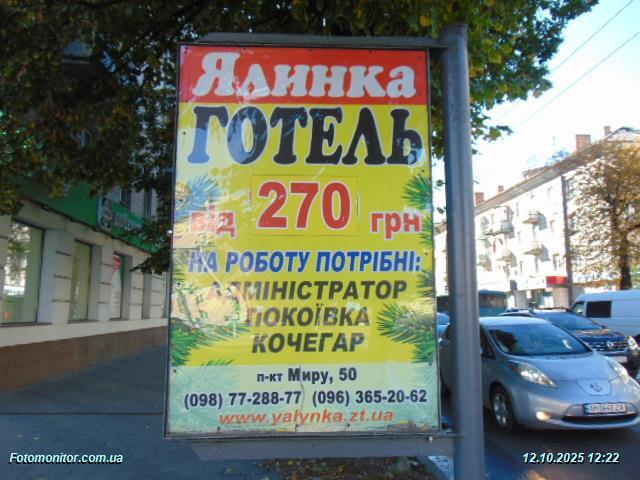 Ялинка
ГОТЕЛЬ
від 270 грн
НА РОБОТУ ПОТРІБНІ:
АДМІНІСТРАТОР
ПОКОЇВКА
КОЧЕГАР
п-кт Миру, 50
(098) 77-288-77 (096) 365-20-62
www.yalynka.zt.ua
Fotomonitor.com.ua
12.10.2025 12:22